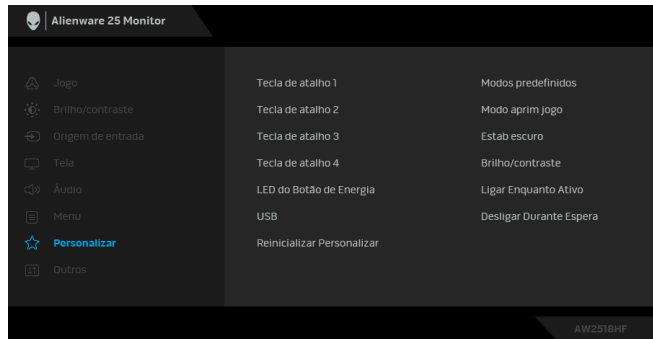 Alienware 25 Monitor
Jogo
Brilho/contraste
Origem de entrada
Tela
Áudio
Menu
Personalizar
Outros
Tecla de atalho 1 Modos predefinidos
Tecla de atalho 2 Modo aprim jogo
Tecla de atalho 3 Estab escuro
Tecla de atalho 4 Brilho/contraste
LED do Botão de Energia Ligar Enquanto Ativo
USB Desligar Durante Espera
Reinicializar Personalizar
AW2518HF